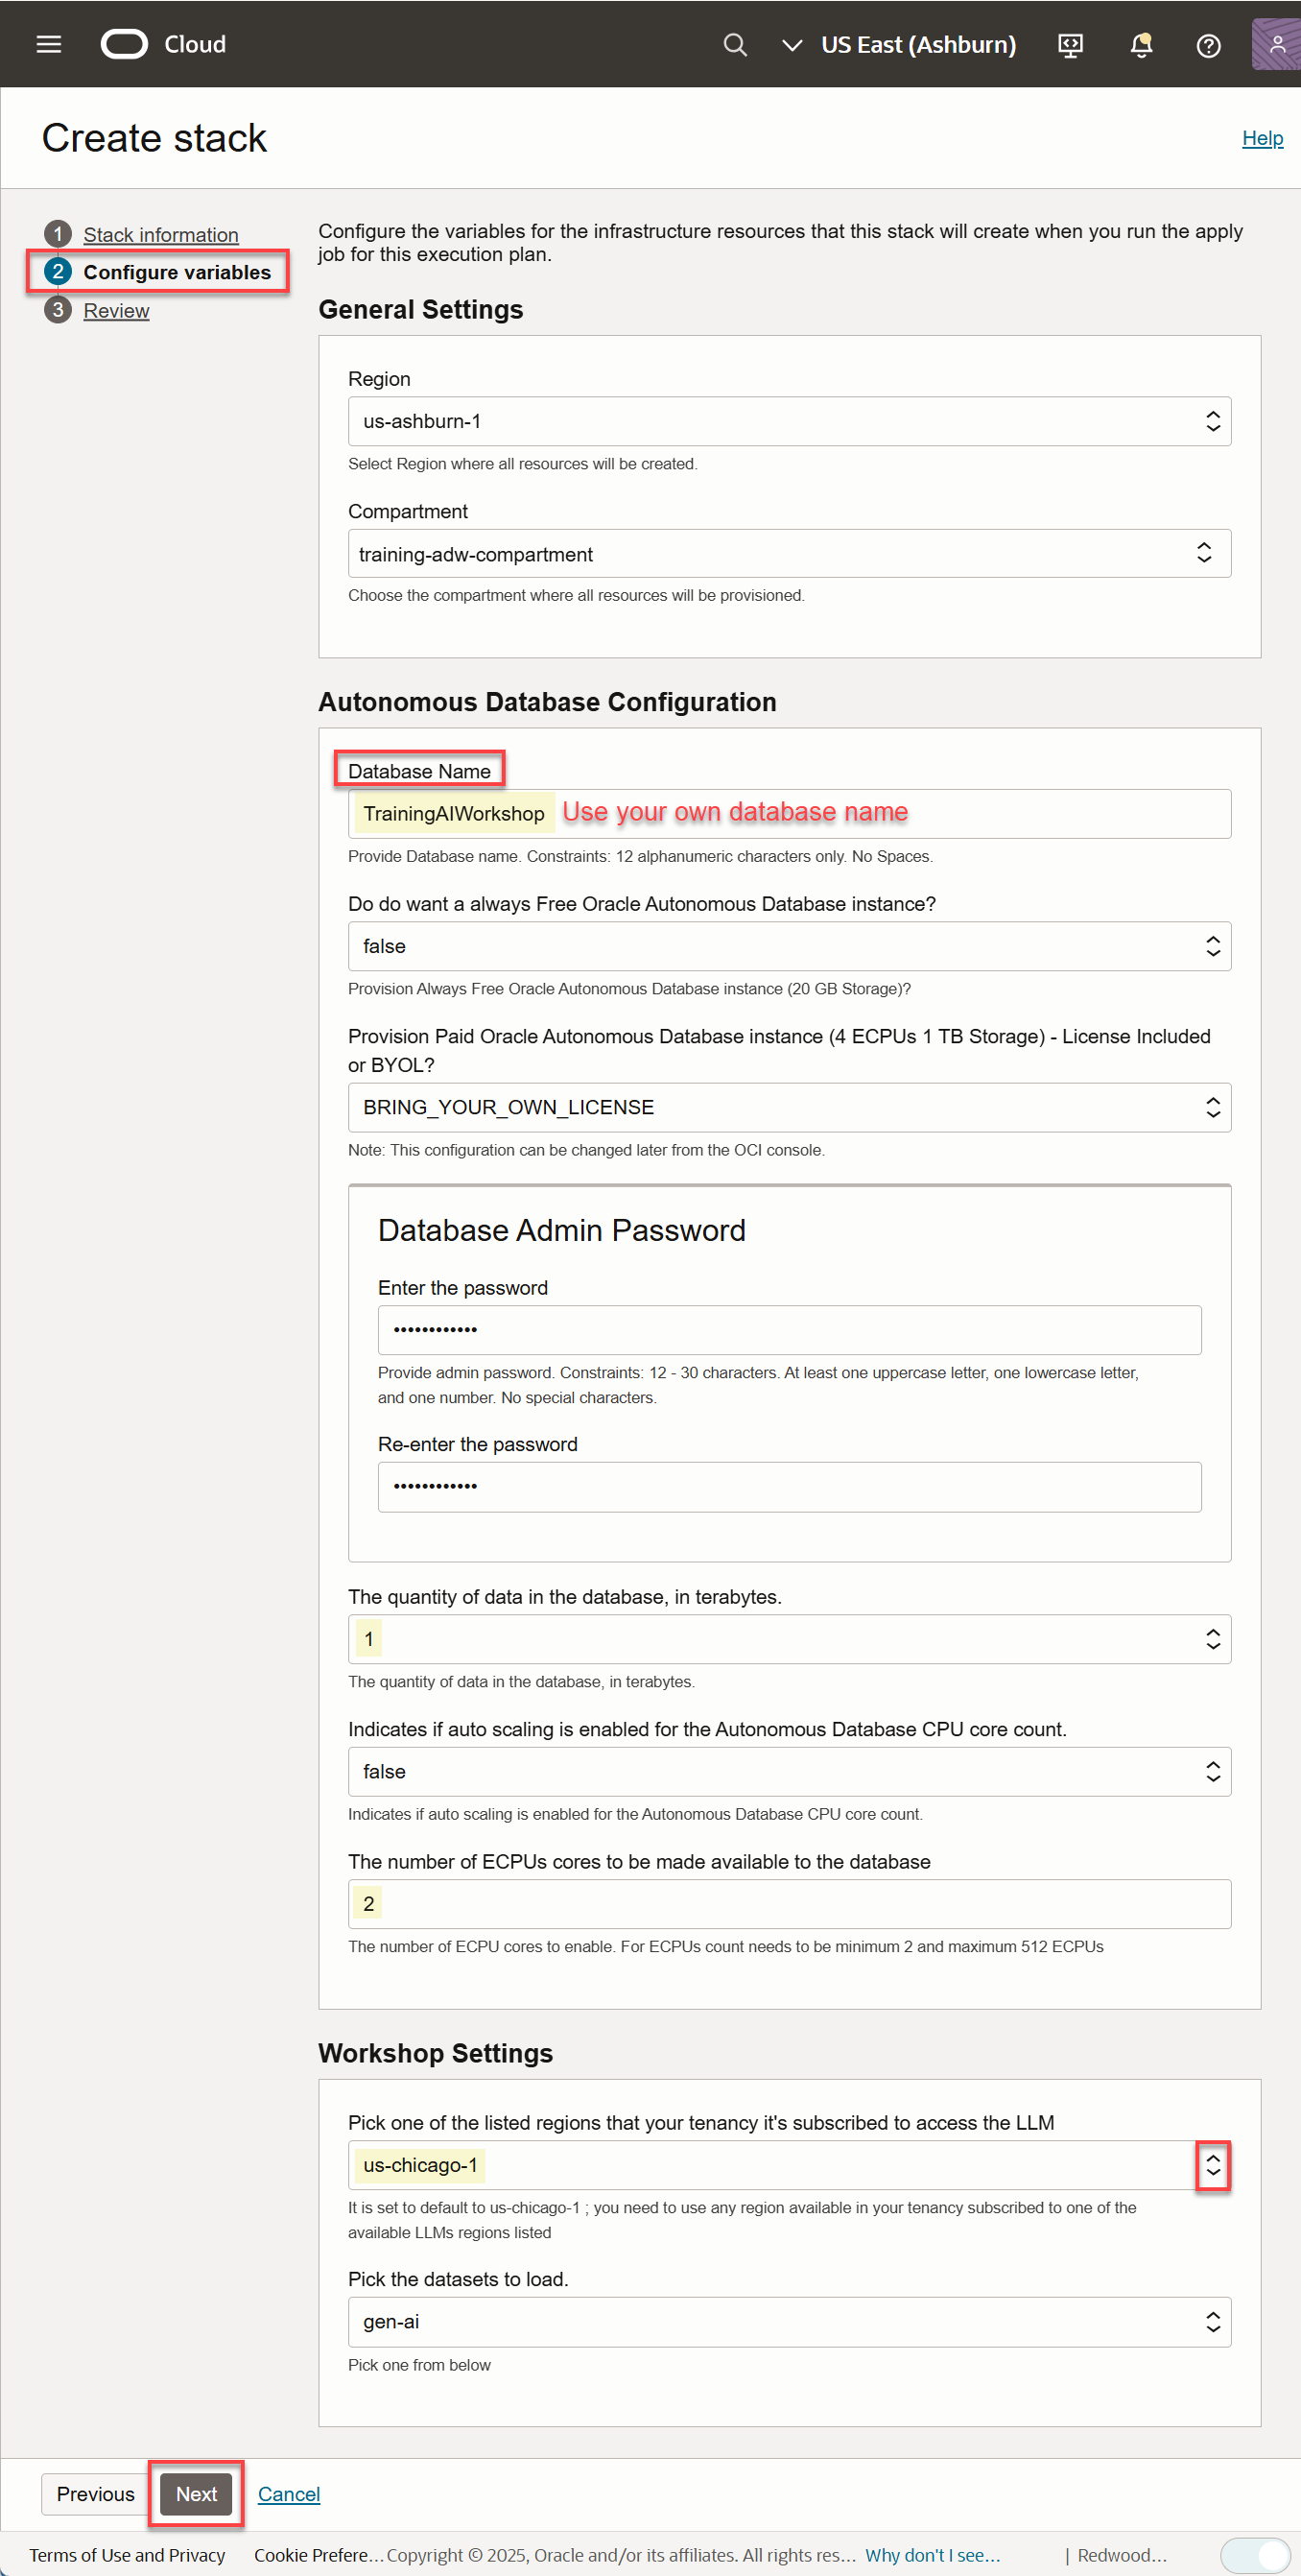 Cloud
US East (Ashburn)
Create stack
Help
1 Stack information
2 Configure variables
3 Review
Configure the variables for the infrastructure resources that this stack will create when you run the apply
job for this execution plan.
General Settings
Region
us-ashburn-1
Select Region where all resources will be created.
Compartment
training-adw-compartment
Choose the compartment where all resources will be provisioned.
Autonomous Database Configuration
Database Name
TrainingAIWorkshop Use your own database name
Provide Database name. Constraints: 12 alphanumeric characters only. No Spaces.
Do do want a always Free Oracle Autonomous Database instance?
false
Provision Always Free Oracle Autonomous Database instance (20 GB Storage)?
Provision Paid Oracle Autonomous Database instance (4 ECPUs 1 TB Storage) - License Included
or BYOL?
BRING_YOUR_OWN_LICENSE
Note: This configuration can be changed later from the OCI console.
Database Admin Password
Enter the password
••••••••••••
Provide admin password. Constraints: 12 - 30 characters. At least one uppercase letter, one lowercase letter,
and one number. No special characters.
Re-enter the password
••••••••••••
The quantity of data in the database, in terabytes.
1
The quantity of data in the database, in terabytes.
Indicates if auto scaling is enabled for the Autonomous Database CPU core count.
false
Indicates if auto scaling is enabled for the Autonomous Database CPU core count.
The number of ECPUs cores to be made available to the database
2
The number of ECPU cores to enable. For ECPUs count needs to be minimum 2 and maximum 512 ECPUs
Workshop Settings
Pick one of the listed regions that your tenancy it's subscribed to access the LLM
us-chicago-1
It is set to default to us-chicago-1 ; you need to use any region available in your tenancy subscribed to one of the
available LLMs regions listed
Pick the datasets to load.
gen-ai
Pick one from below
Previous Next Cancel
Terms of Use and Privacy Cookie Prefere... Copyright © 2025, Oracle and/or its affiliates. All rights res... Why don't I see... | Redwood...